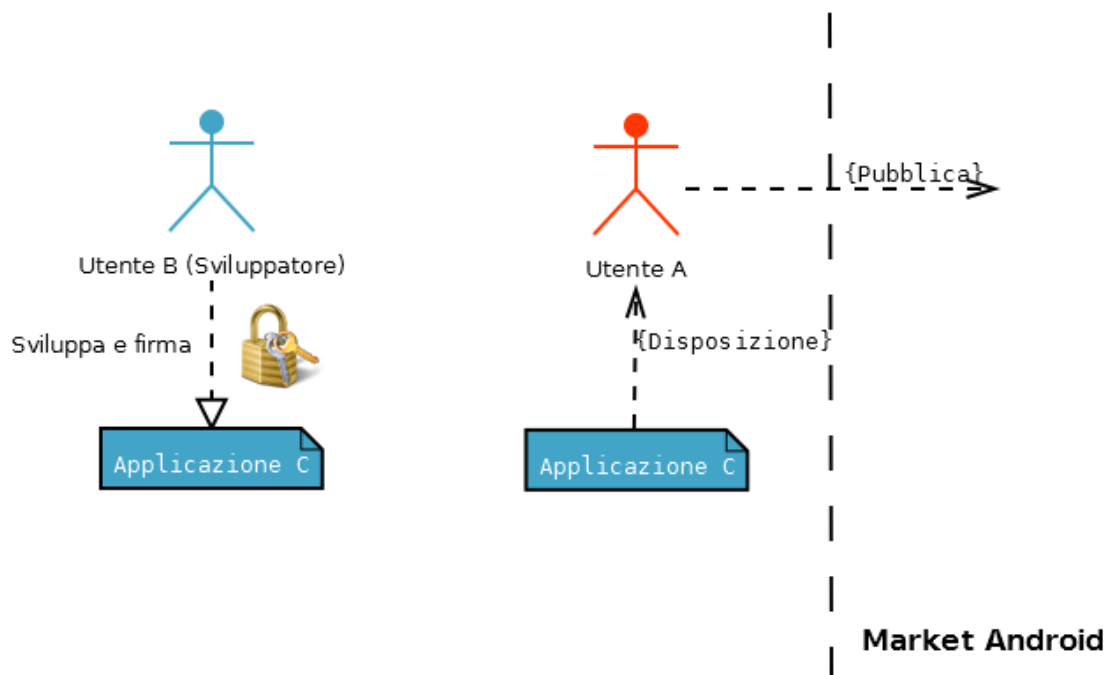 {Pubblica}
Utente B (Sviluppatore)
Utente A
Sviluppa e firma
{Disposizione}
Applicazione C
Applicazione C
Market Android